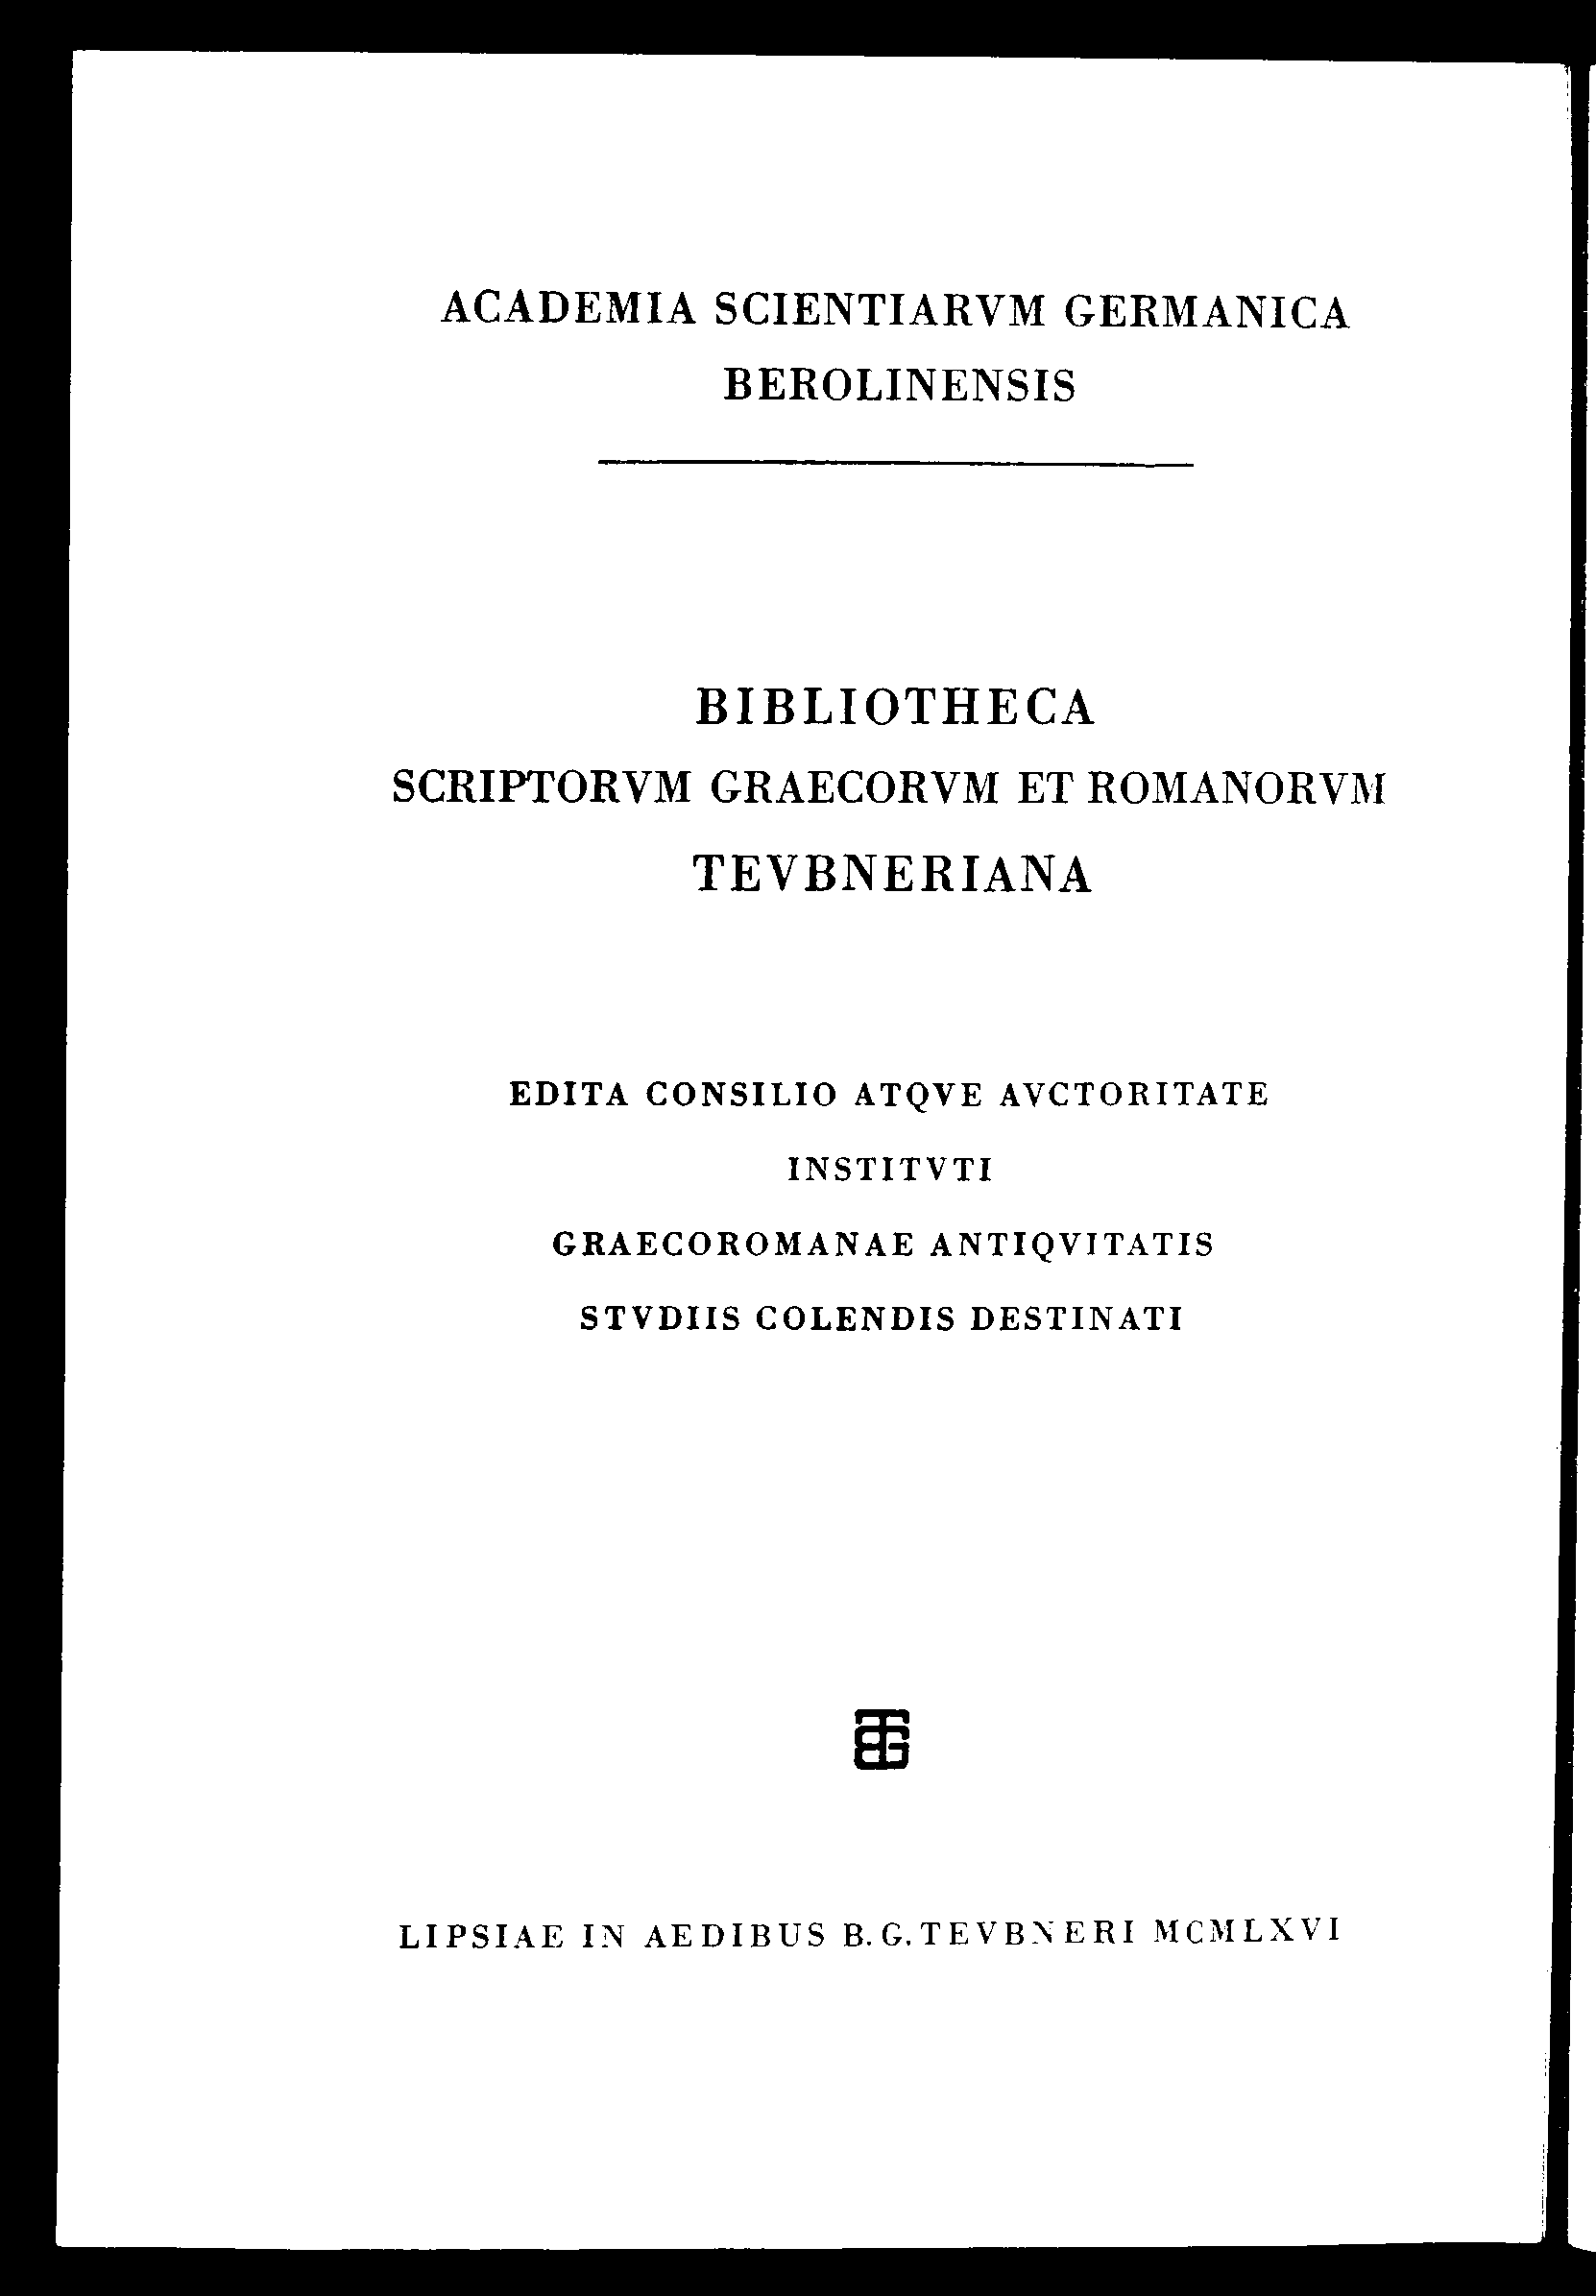 ACADEMIA SCIENTIARVM GERMANICA
BEROLINENSIS
BIBLIOTHECA
SCRIPTORVM GRAECORVM ET ROMANORVM
TEVBNERIANA
EDITA CONSILIO ATQVE AVCTORITATE
INSTITVTI
GRAECOROMANAE ANTIQVITATIS
STVDIIS COLENDIS DESTINATI
LIPSIAE IN AEDIBUS B.G.TEVBNERI MCMLXVI